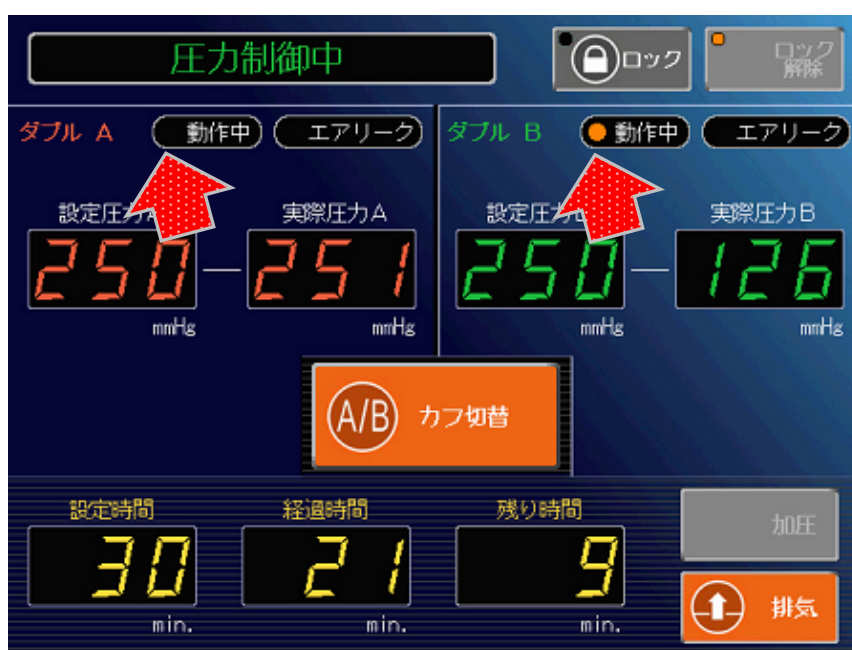 圧力制御中
ロック
ロック解除
ダブル A
動作中
エアリーク
ダブル B
動作中
エアリーク
設定圧力
実際圧力A
設定圧力
実際圧力B
250
251
250
126
mmHg
mmHg
mmHg
mmHg
A/B
カフ切替
設定時間
経過時間
残り時間
加圧
30
21
9
min.
min.
min.
排気